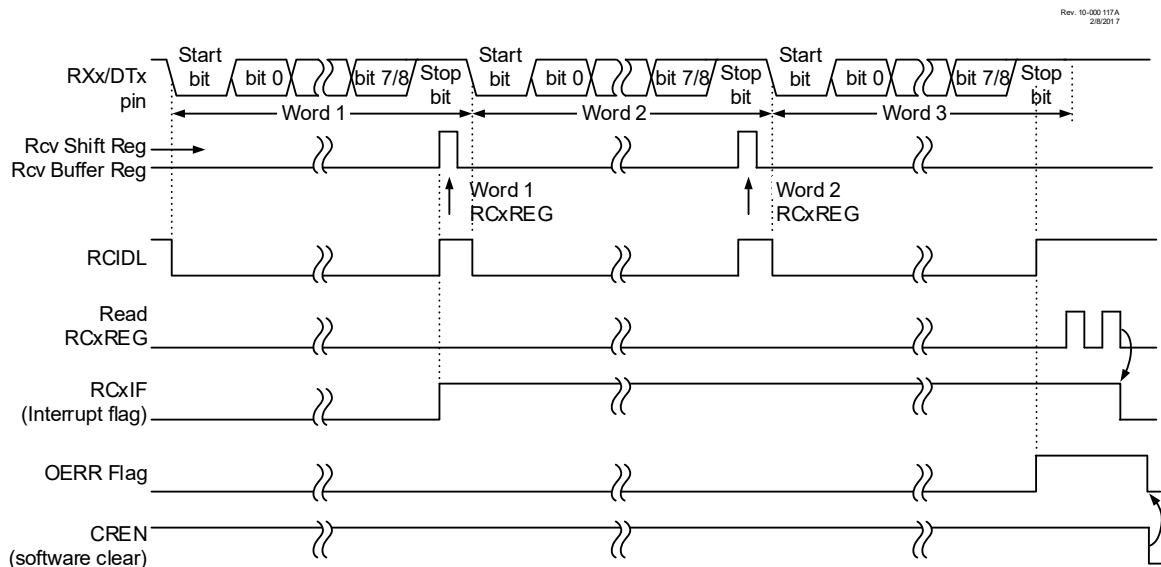 Rev. 10-000 117A
2/8/201 7
RXx/DTx
pin
Start
bit
bit 0
bit 7/8
Stop
bit
Start
bit
bit 0
bit 7/8
Stop
bit
Start
bit
bit 0
bit 7/8
Stop
bit
Word 1
Word 2
Word 3
Rcv Shift Reg
Rcv Buffer Reg
Word 1
RCxREG
Word 2
RCxREG
RCIDL
Read
RCxREG
RCxIF
(Interrupt flag)
OERR Flag
CREN
(software clear)